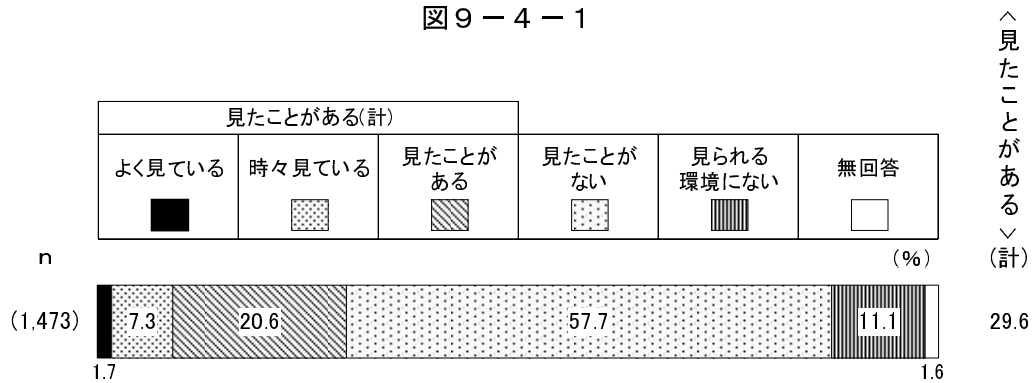 図9－4－1
見たことがある(計)
よく見ている
時々見ている
見たことが
ある
見たことが
ない
見られる
環境にない
無回答
n
(％)
〈見たことがある〉
(計)
(1,473)
7.3
20.6
57.7
11.1
29.6
1.7
1.6